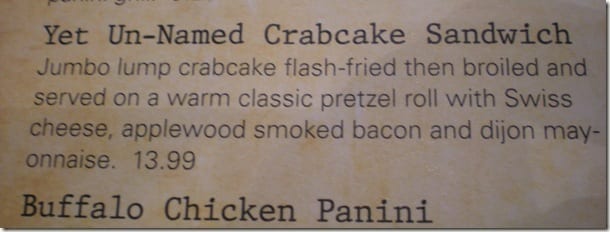 Yet Un-Named Crabcake Sandwich
Jumbo lump crabcake flash-fried then broiled and
served on a warm classic pretzel roll with Swiss
cheese, applewood smoked bacon and dijon may-
onnaise. 13.99
Buffalo Chicken Panini